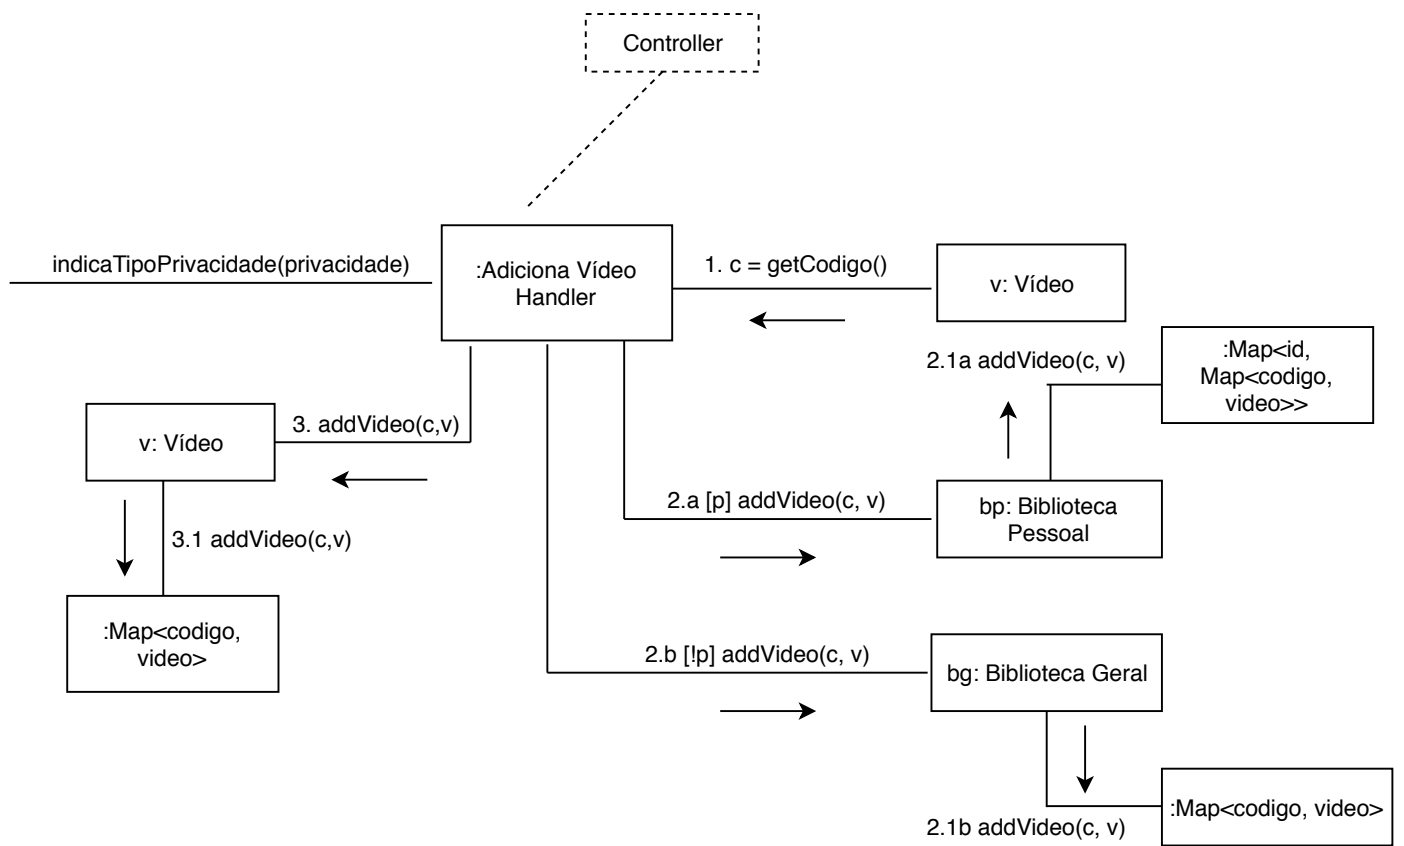 Controller
indicaTipoPrivacidade(privacidade)
:Adiciona Vídeo
Handler
1. c = getCodigo()
v: Vídeo
2.1a addVideo(c, v)
:Map<id,
Map<codigo,
video>>
v: Vídeo
3. addVideo(c,v)
2.a [p] addVideo(c, v)
bp: Biblioteca
Pessoal
3.1 addVideo(c,v)
:Map<codigo,
video>
2.b [!p] addVideo(c, v)
bg: Biblioteca Geral
:Map<codigo, video>
2.1b addVideo(c, v)